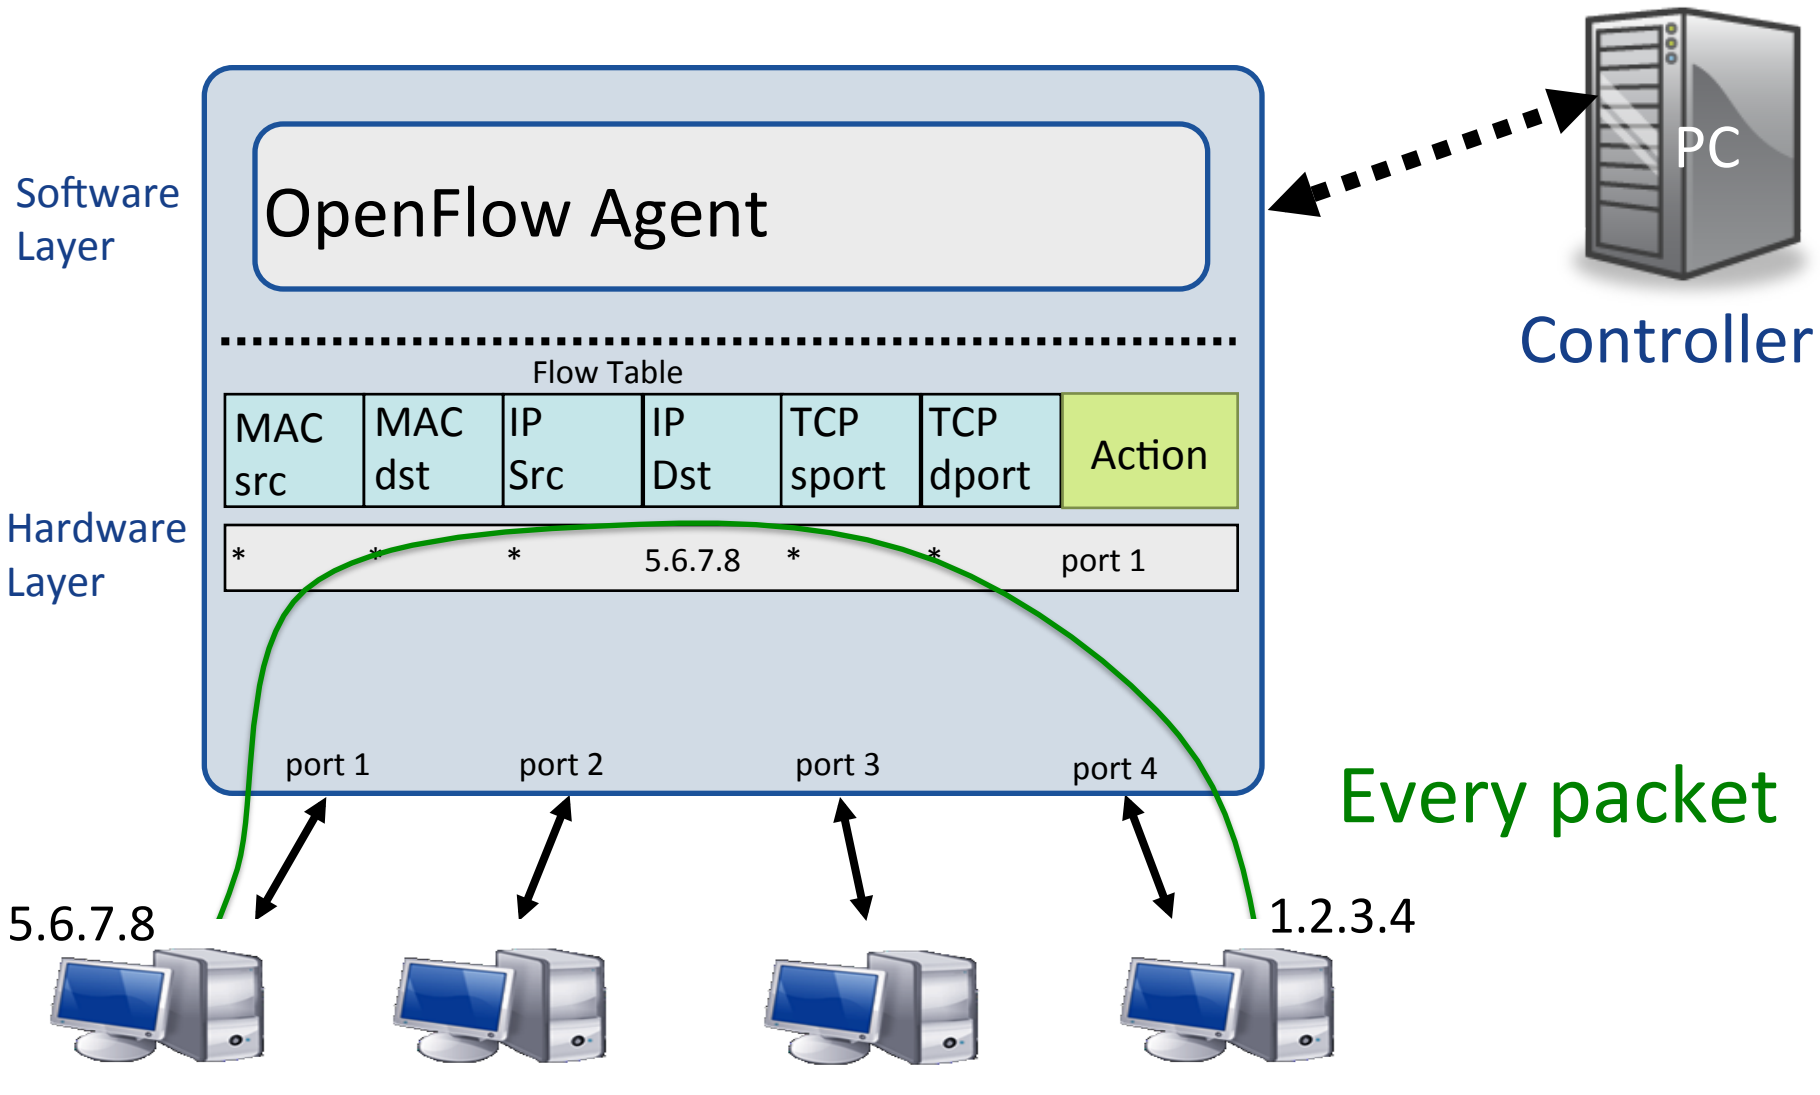 PC
Software
Layer
OpenFlow Agent
Controller
Flow Table
MAC src
MAC dst
IP Src
IP Dst
TCP sport
TCP dport
Action
Hardware
Layer
* * * 5.6.7.8 * * port 1
port 1 port 2 port 3 port 4
Every packet
5.6.7.8
1.2.3.4